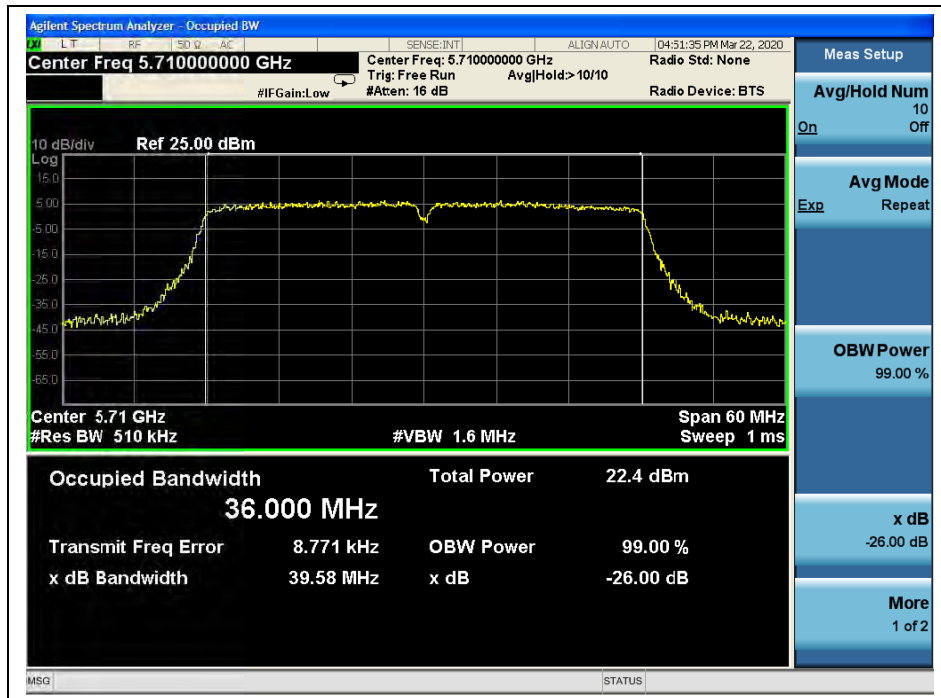 Agilent Spectrum Analyzer - Occupied BW
LXI LT RF 50 Ω AC SENSE:INT ALIGN AUTO 04:51:35 PM Mar 22, 2020
Center Freq 5.710000000 GHz
Center Freq: 5.710000000 GHz
Radio Std: None
Trig: Free Run Avg|Hold:> 10/10
#IFGain:Low
#Atten: 16 dB
Radio Device: BTS
10 dB/div Ref 25.00 dBm
Log
15.0
5.00
-5.00
-15.0
-25.0
-35.0
-45.0
-55.0
-65.0
Center 5.71 GHz Span 60 MHz
#Res BW 510 kHz #VBW 1.6 MHz Sweep 1 ms
Occupied Bandwidth Total Power 22.4 dBm
36.000 MHz
Transmit Freq Error 8.771 kHz OBW Power 99.00 %
x dB Bandwidth 39.58 MHz x dB -26.00 dB
MSG STATUS
Meas Setup
Avg/Hold Num
10
On Off
Avg Mode
Exp Repeat
OBW Power
99.00 %
x dB
-26.00 dB
More
1 of 2